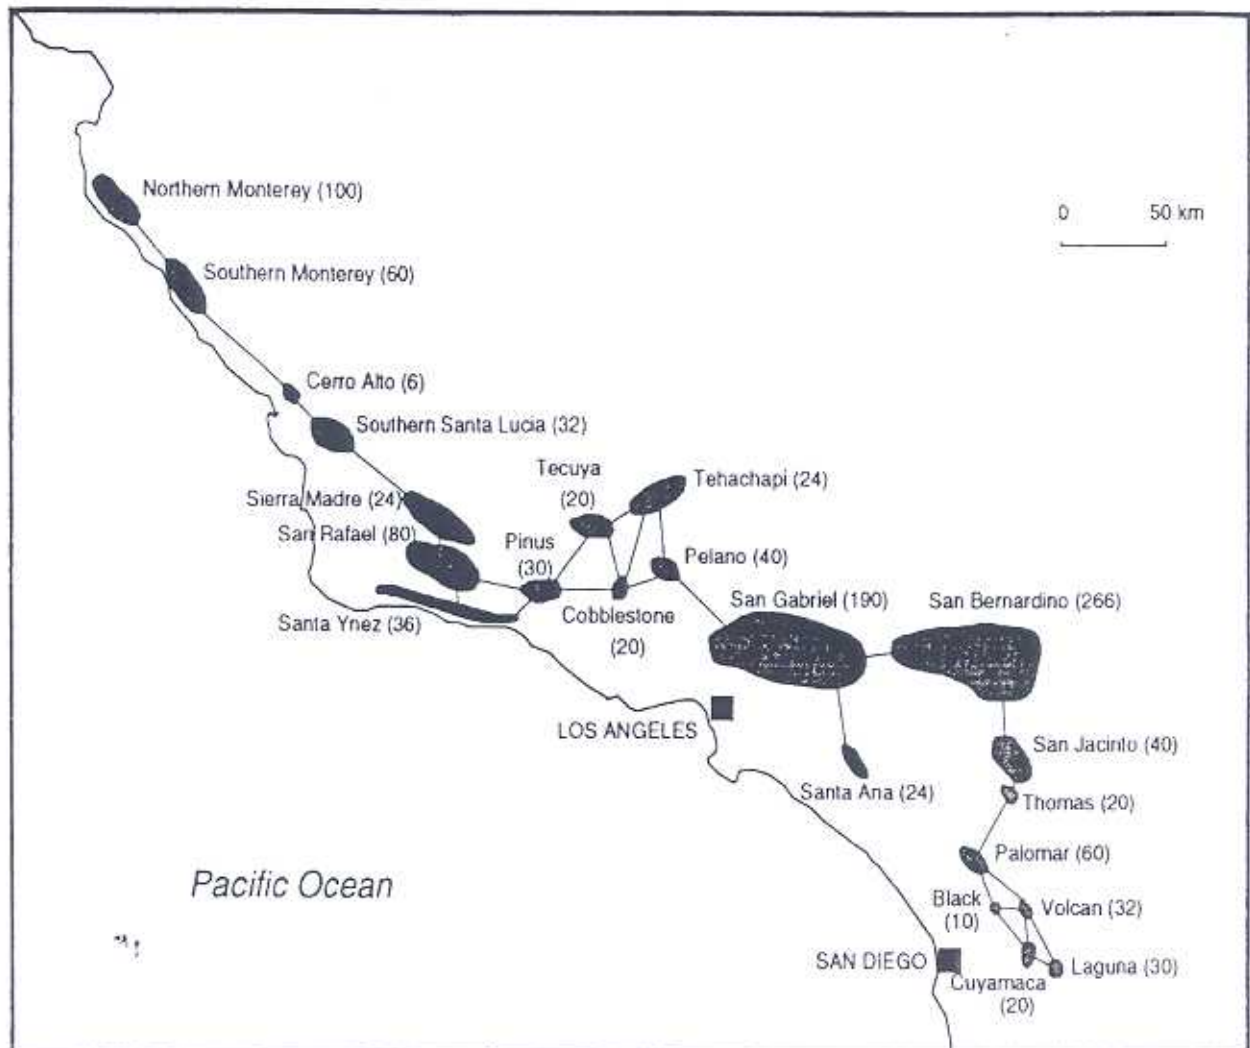 Northern Monterey (100)
0 50 km
Southern Monterey (60)
Cerro Alto (6)
Southern Santa Lucia (32)
Tecuya
(20)
Tehachapi (24)
Sierra Madre (24)
San Rafael (80)
Pinus
(30)
Pelano (40)
San Gabriel (190)
San Bernardino (266)
Cobblestone
(20)
Santa Ynez (36)
LOS ANGELES
San Jacinto (40)
Santa Ana (24)
Thomas (20)
Palomar (60)
Pacific Ocean
Black
(10)
Volcan (32)
SAN DIEGO
Laguna (30)
Cuyamaca
(20)